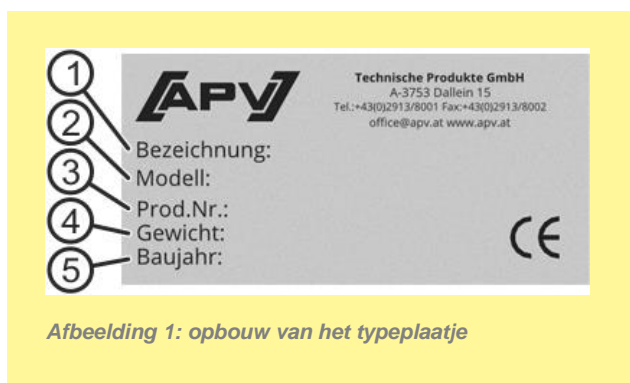 1
2
3
4
5
APV
Technische Produkte GmbH
A-3753 Dallein 15
Tel.:+43(0)2913/8001 Fax:+43(0)2913/8002
office@apv.at www.apv.at
Bezeichnung:
Modell:
Prod.Nr.:
Gewicht:
Baujahr:
CE
Afbeelding 1: opbouw van het typeplaatje